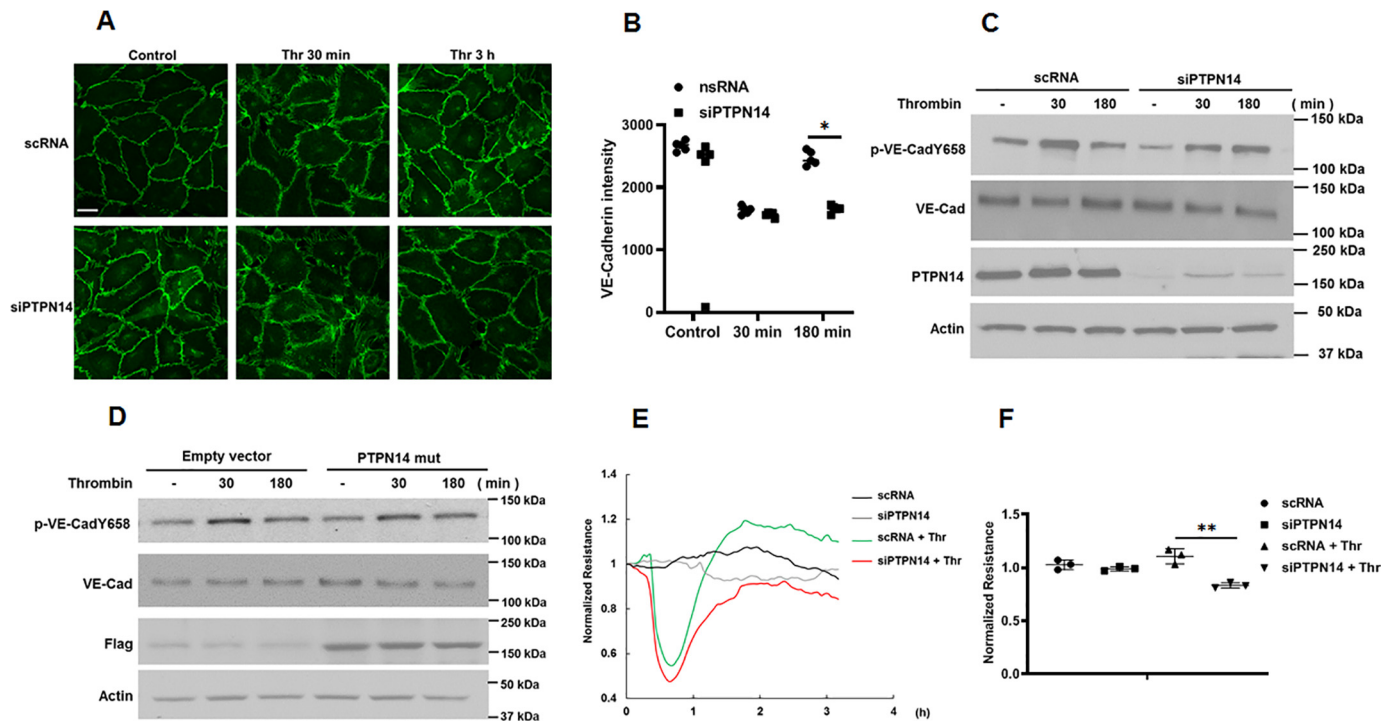 A
Control Thr 30 min Thr 3 h
scRNA
siPTPN14
B
nsRNA
siPTPN14
*
3000
2000
1000
0
VE-Cadherin intensity
Control 30 min 180 min
C
scRNA siPTPN14
Thrombin - 30 180 - 30 180 ( min )
p-VE-CadY658
150 kDa
100 kDa
VE-Cad
150 kDa
100 kDa
PTPN14
250 kDa
150 kDa
Actin
50 kDa
37 kDa
D
Empty vector PTPN14 mut
Thrombin - 30 180 - 30 180 ( min )
p-VE-CadY658
150 kDa
100 kDa
VE-Cad
150 kDa
100 kDa
Flag
250 kDa
150 kDa
Actin
50 kDa
37 kDa
E
1.4
1.2
1
0.8
0.6
0.4
Normalized Resistance
scRNA
siPTPN14
scRNA + Thr
siPTPN14 + Thr
0 1 2 3 4 (h)
F
scRNA
siPTPN14
scRNA + Thr
siPTPN14 + Thr
**
1.5
1.0
0.5
0.0
Normalized Resistance